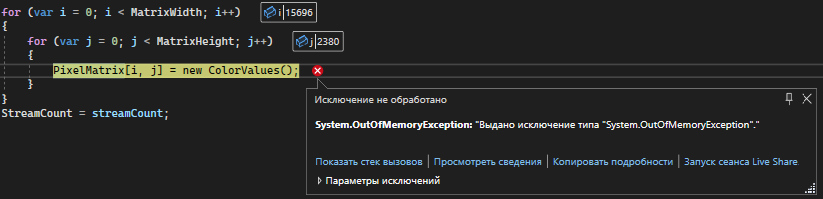 for (var i = 0; i < MatrixWidth; i++) i 15696
{
for (var j = 0; j < MatrixHeight; j++) j 2380
{
PixelMatrix[i, j] = new ColorValues();
}
}
StreamCount = streamCount;
Исключение не обработано
System.OutOfMemoryException: "Выдано исключение типа "System.OutOfMemoryException"."
Показать стек вызовов | Просмотреть сведения | Копировать подробности | Запуск сеанса Live Share
Параметры исключений